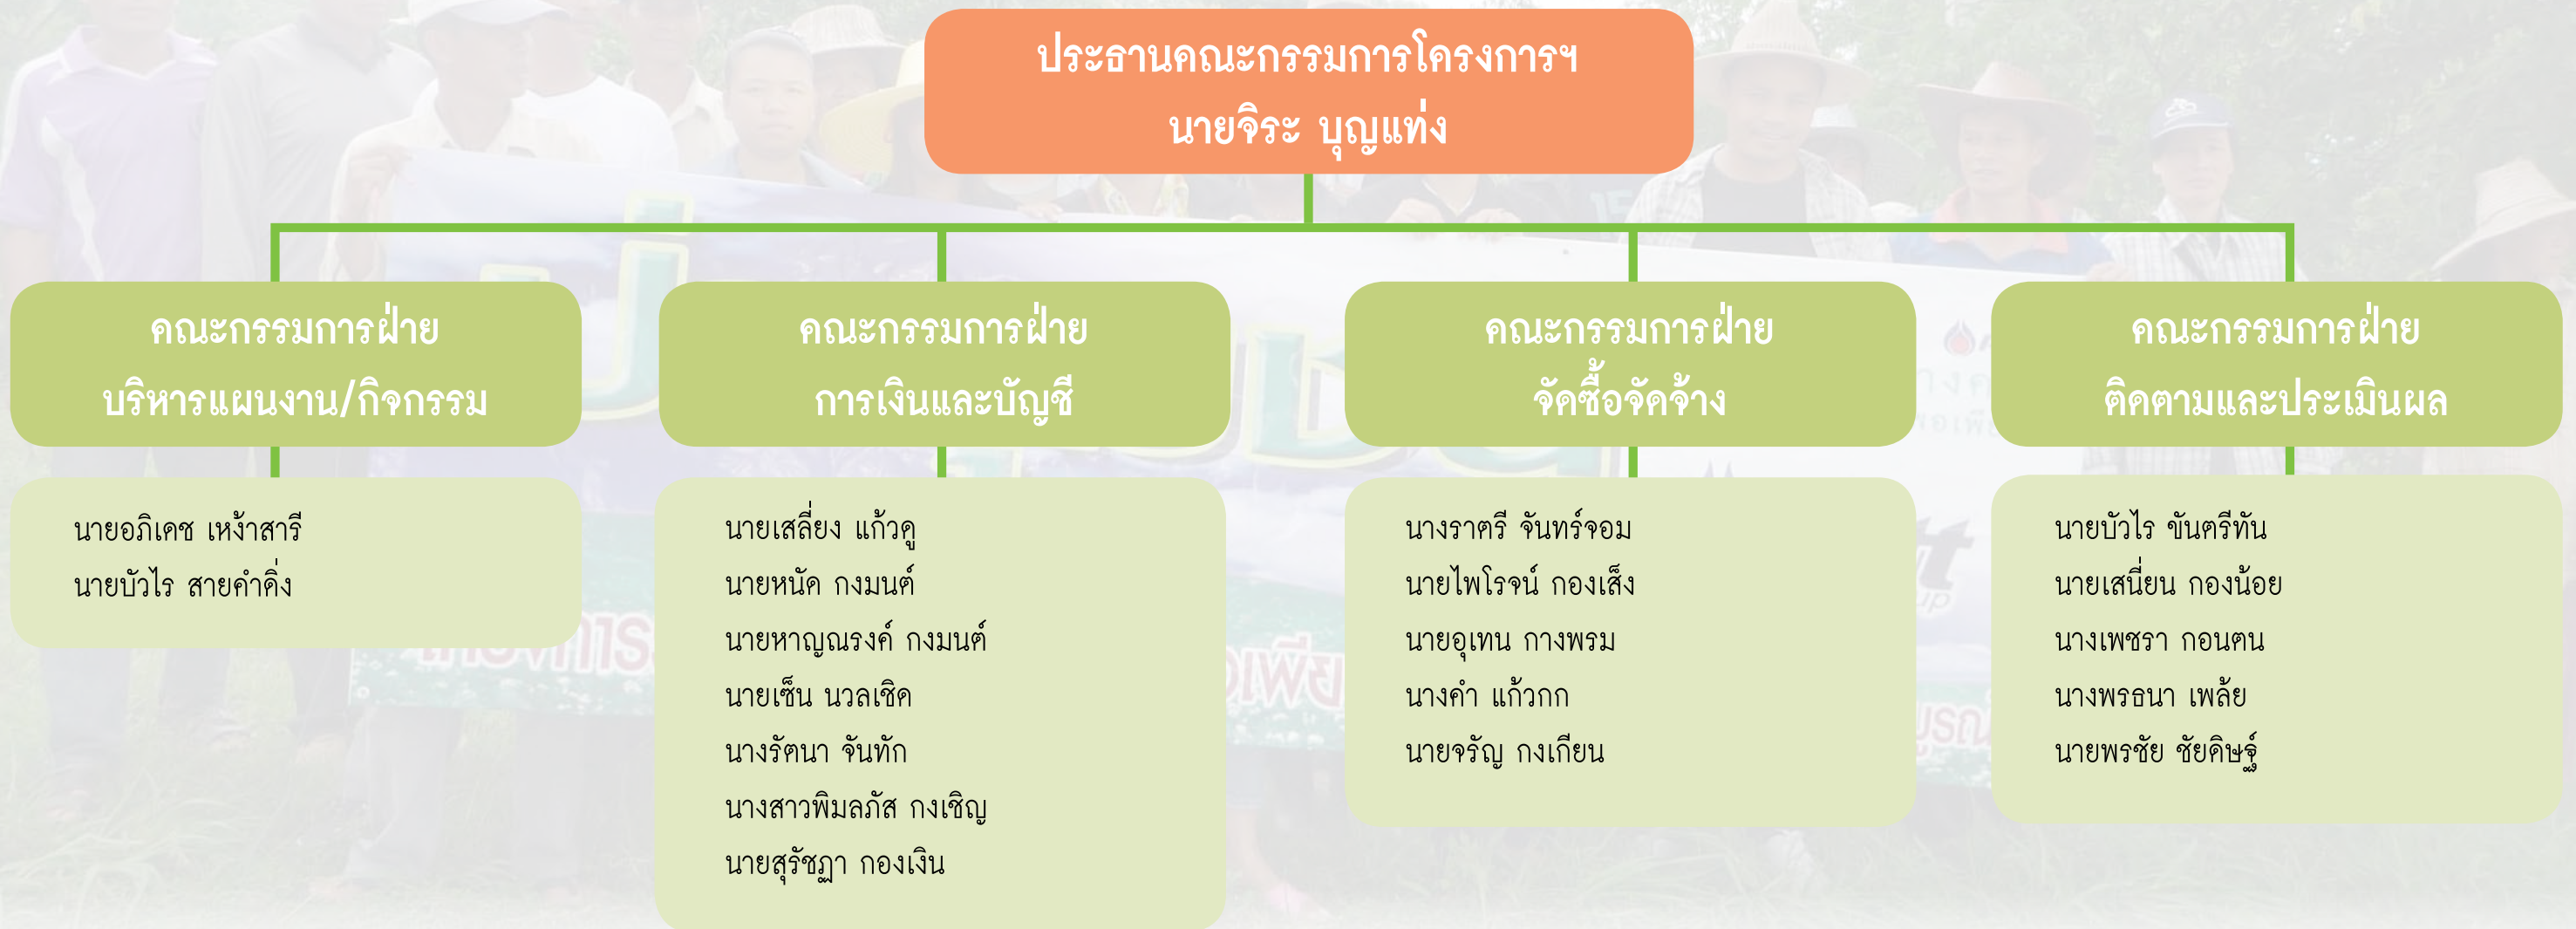 ประธานคณะกรรมการโครงการฯ
นายจิระ บุญแท่ง
คณะกรรมการฝ่าย
บริหารแผนงาน/กิจกรรม
นายอภิเดช เหง้าสารี
นายบัวไร สายคำดิ่ง
คณะกรรมการฝ่าย
การเงินและบัญชี
นายเสลี่ยง แก้วดู
นายหนัด กงมนต์
นายหาญณรงค์ กงมนต์
นายเซ็น นวลเชิด
นางรัตนา จันทัก
นางสาวพิมลภัส กงเชิญ
นายสุรัชฏา กองเงิน
คณะกรรมการฝ่าย
จัดซื้อจัดจ้าง
นางราตรี จันทร์จอม
นายไพโรจน์ กองเส็ง
นายอุเทน กางพรม
นางคำ แก้วกก
นายจรัญ กงเกียน
คณะกรรมการฝ่าย
ติดตามและประเมินผล
นายบัวไร ขันตรีทัน
นายเสนี่ยน กองน้อย
นางเพชรา กอนตน
นางพรธนา เพล้ย
นายพรชัย ชัยดิษฐ์